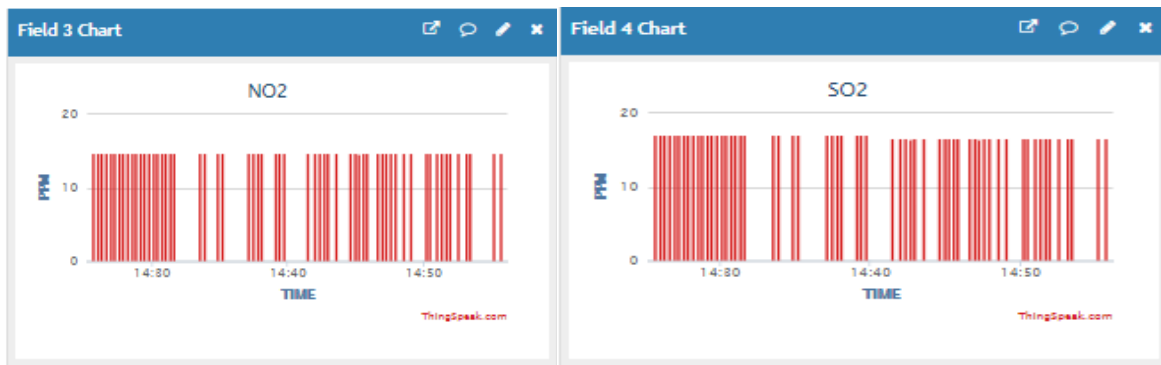 Field 3 Chart
NO2
20
10
0
PPM
14:80
14:40
14:50
TIME
ThingSpeak.com
Field 4 Chart
SO2
20
10
0
PPM
14:80
14:40
14:50
TIME
ThingSpeak.com